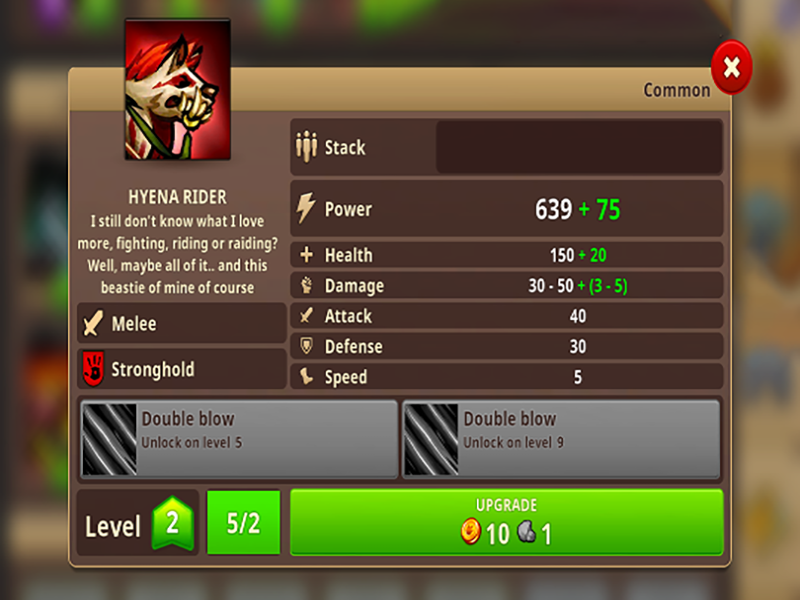 Common
HYENA RIDER
I still don't know what I love
more, fighting, riding or raiding?
Well, maybe all of it.. and this
beastie of mine of course
Melee
Stronghold
Stack
Power 639 + 75
Health 150 + 20
Damage 30 - 50 + (3 - 5)
Attack 40
Defense 30
Speed 5
Double blow
Unlock on level 5
Double blow
Unlock on level 9
Level 2
5/2
UPGRADE
10 1